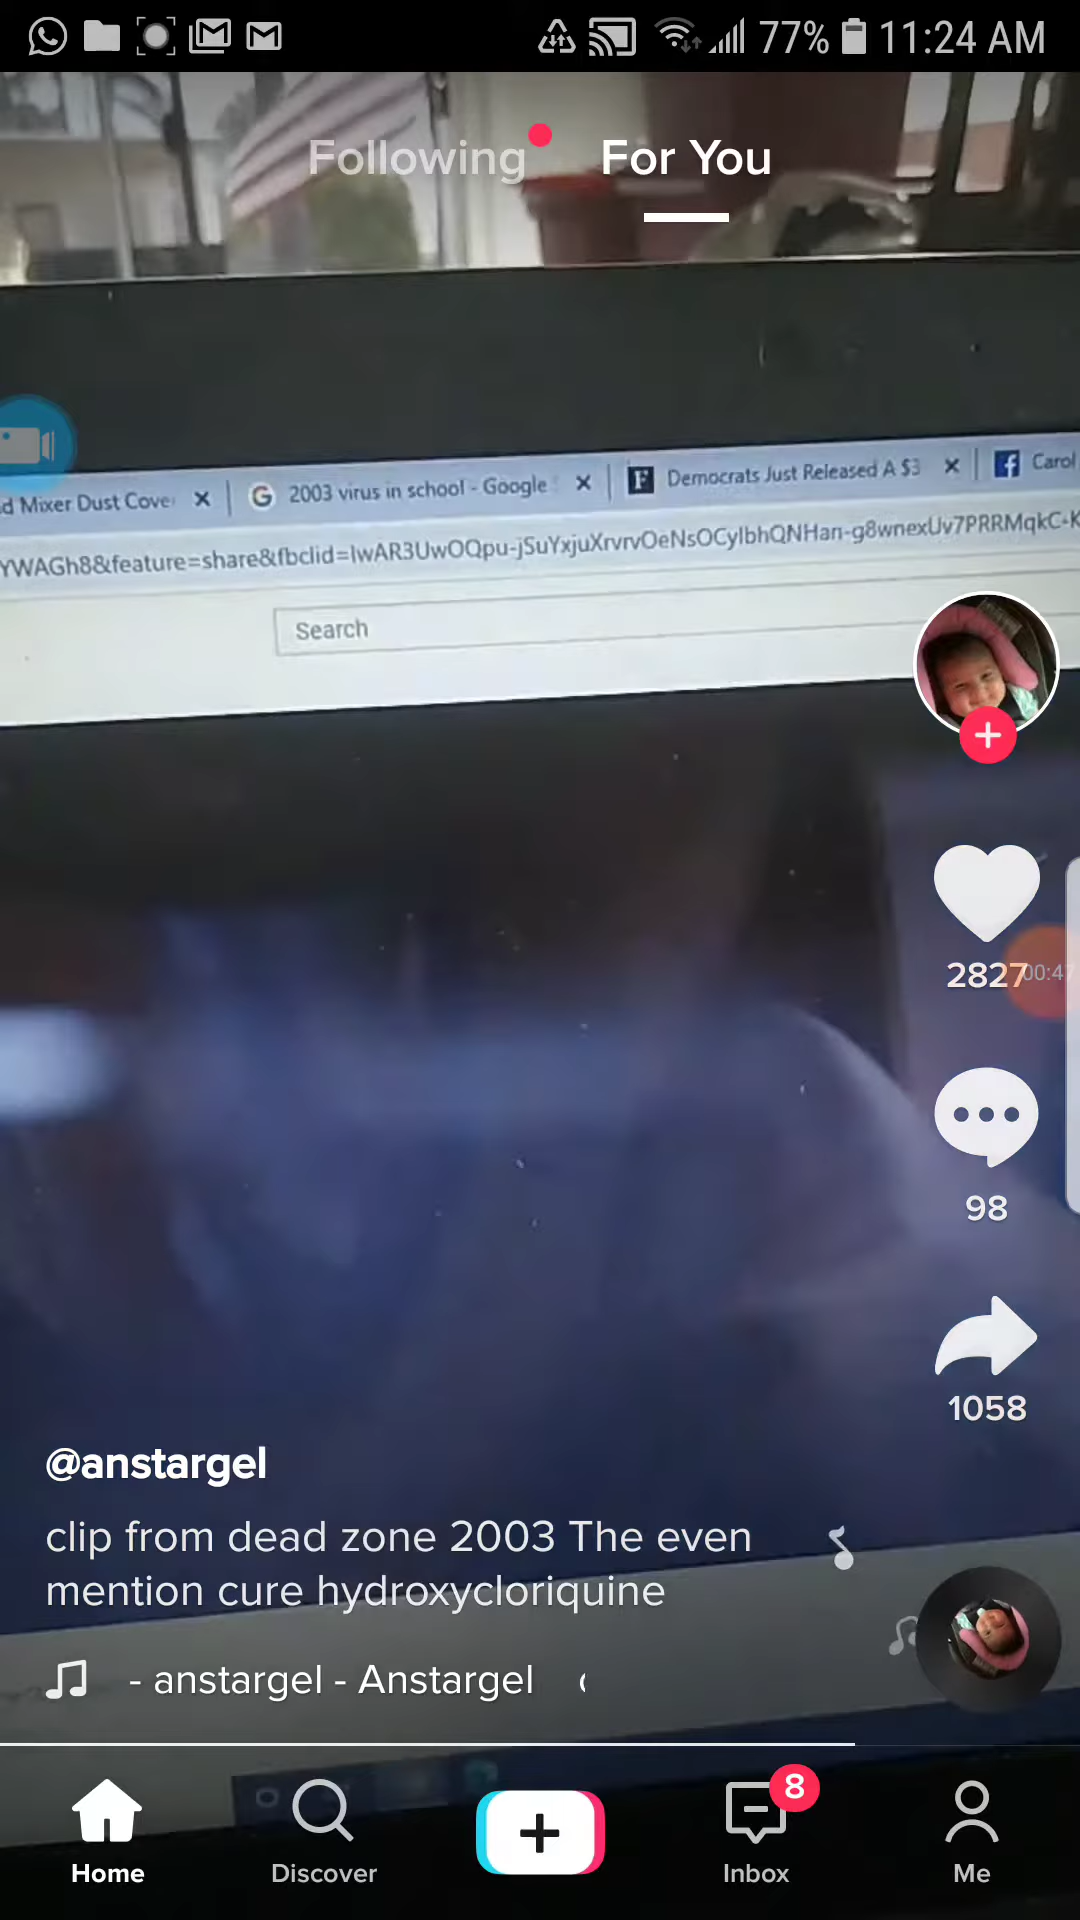 77% 11:24 AM
Following For You
d Mixer Dust Cove
2003 virus in school - Google
Democrats Just Released A $3
Carol
YWAGh8&feature=share&fbclid=IwAR3UwOQpu-jSuYxjuXrvrvOeNsOCylbhQNHan-g8wnexUv7PRRMqkC-K
Search
2827
00:47
98
1058
@anstargel
clip from dead zone 2003 The even
mention cure hydroxycloriquine
- anstargel - Anstargel
8
Home Discover Inbox Me